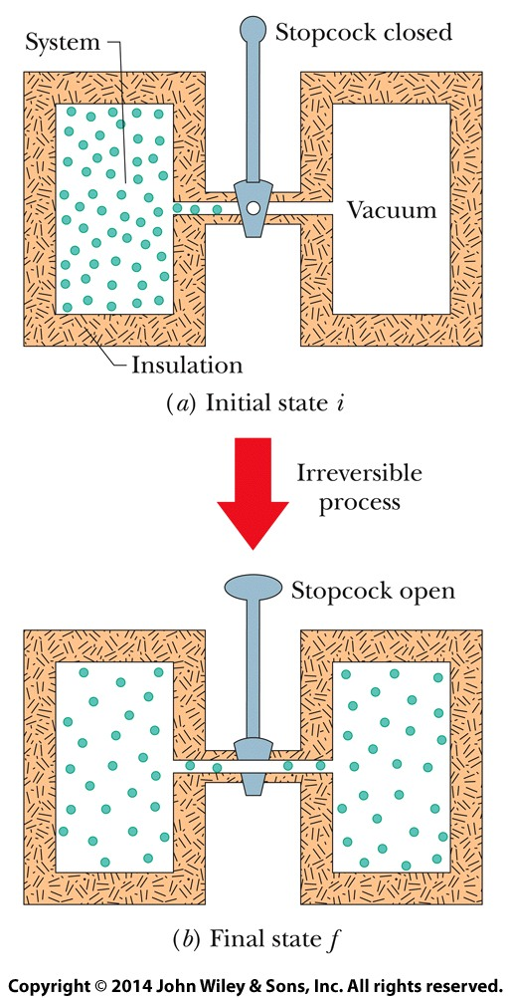 System
Stopcock closed
Vacuum
Insulation
(a) Initial state i
Irreversible
process
Stopcock open
(b) Final state f
Copyright © 2014 John Wiley & Sons, Inc. All rights reserved.